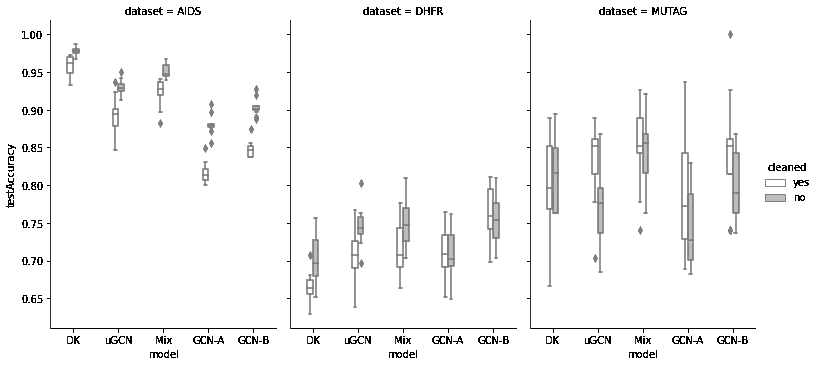 dataset = AIDS
dataset = DHFR
dataset = MUTAG
1.00
0.95
0.90
0.85
0.80
0.75
0.70
0.65
testAccuracy
DK uGCN Mix GCN-A GCN-B
model
DK uGCN Mix GCN-A GCN-B
model
DK uGCN Mix GCN-A GCN-B
model
cleaned
yes
no